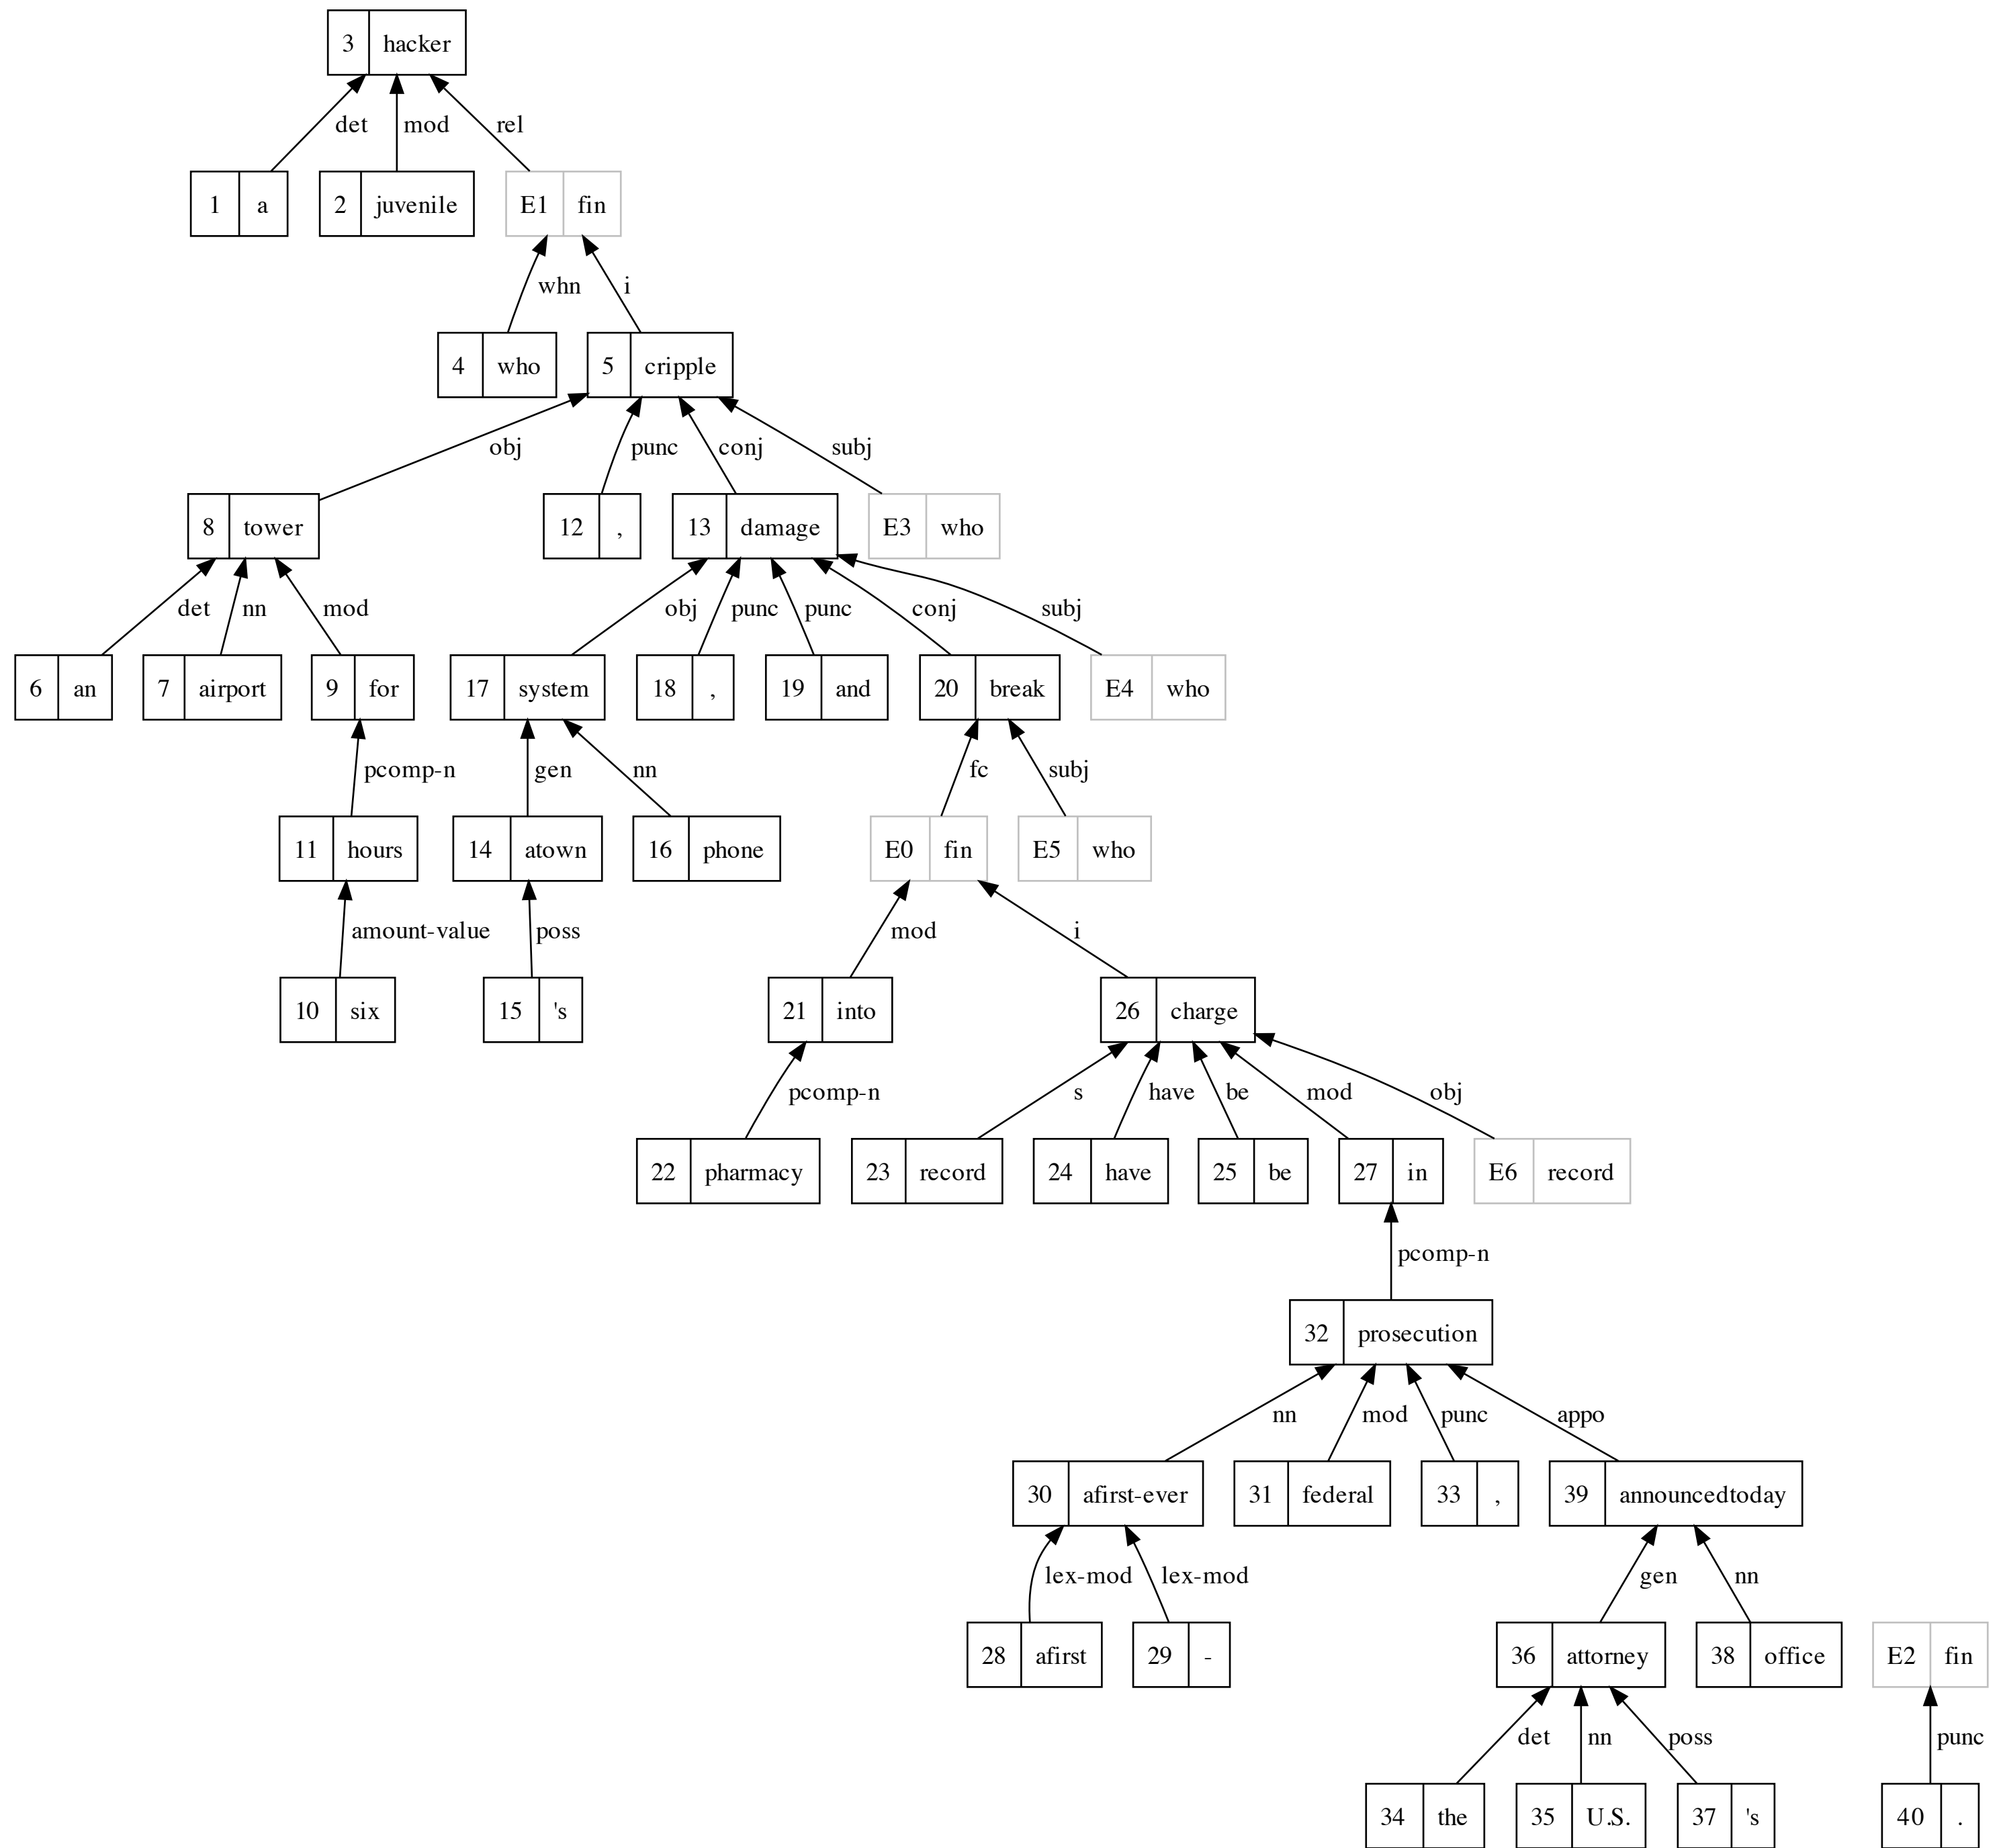 3 hacker
det mod rel
1 a 2 juvenile E1 fin
whn i
4 who 5 cripple
obj punc conj subj
8 tower 12 , 13 damage E3 who
det nn mod obj punc punc conj subj
6 an 7 airport 9 for 17 system 18 , 19 and 20 break E4 who
pcomp-n gen nn fc subj
11 hours 14 atown 16 phone E0 fin E5 who
amount-value poss mod i
10 six 15 's 21 into 26 charge
pcomp-n s have be mod obj
22 pharmacy 23 record 24 have 25 be 27 in E6 record
pcomp-n
32 prosecution
nn mod punc appo
30 afirst-ever 31 federal 33 , 39 announcedtoday
lex-mod lex-mod gen nn
28 afirst 29 - 36 attorney 38 office E2 fin
det nn poss punc
34 the 35 U.S. 37 's 40 .